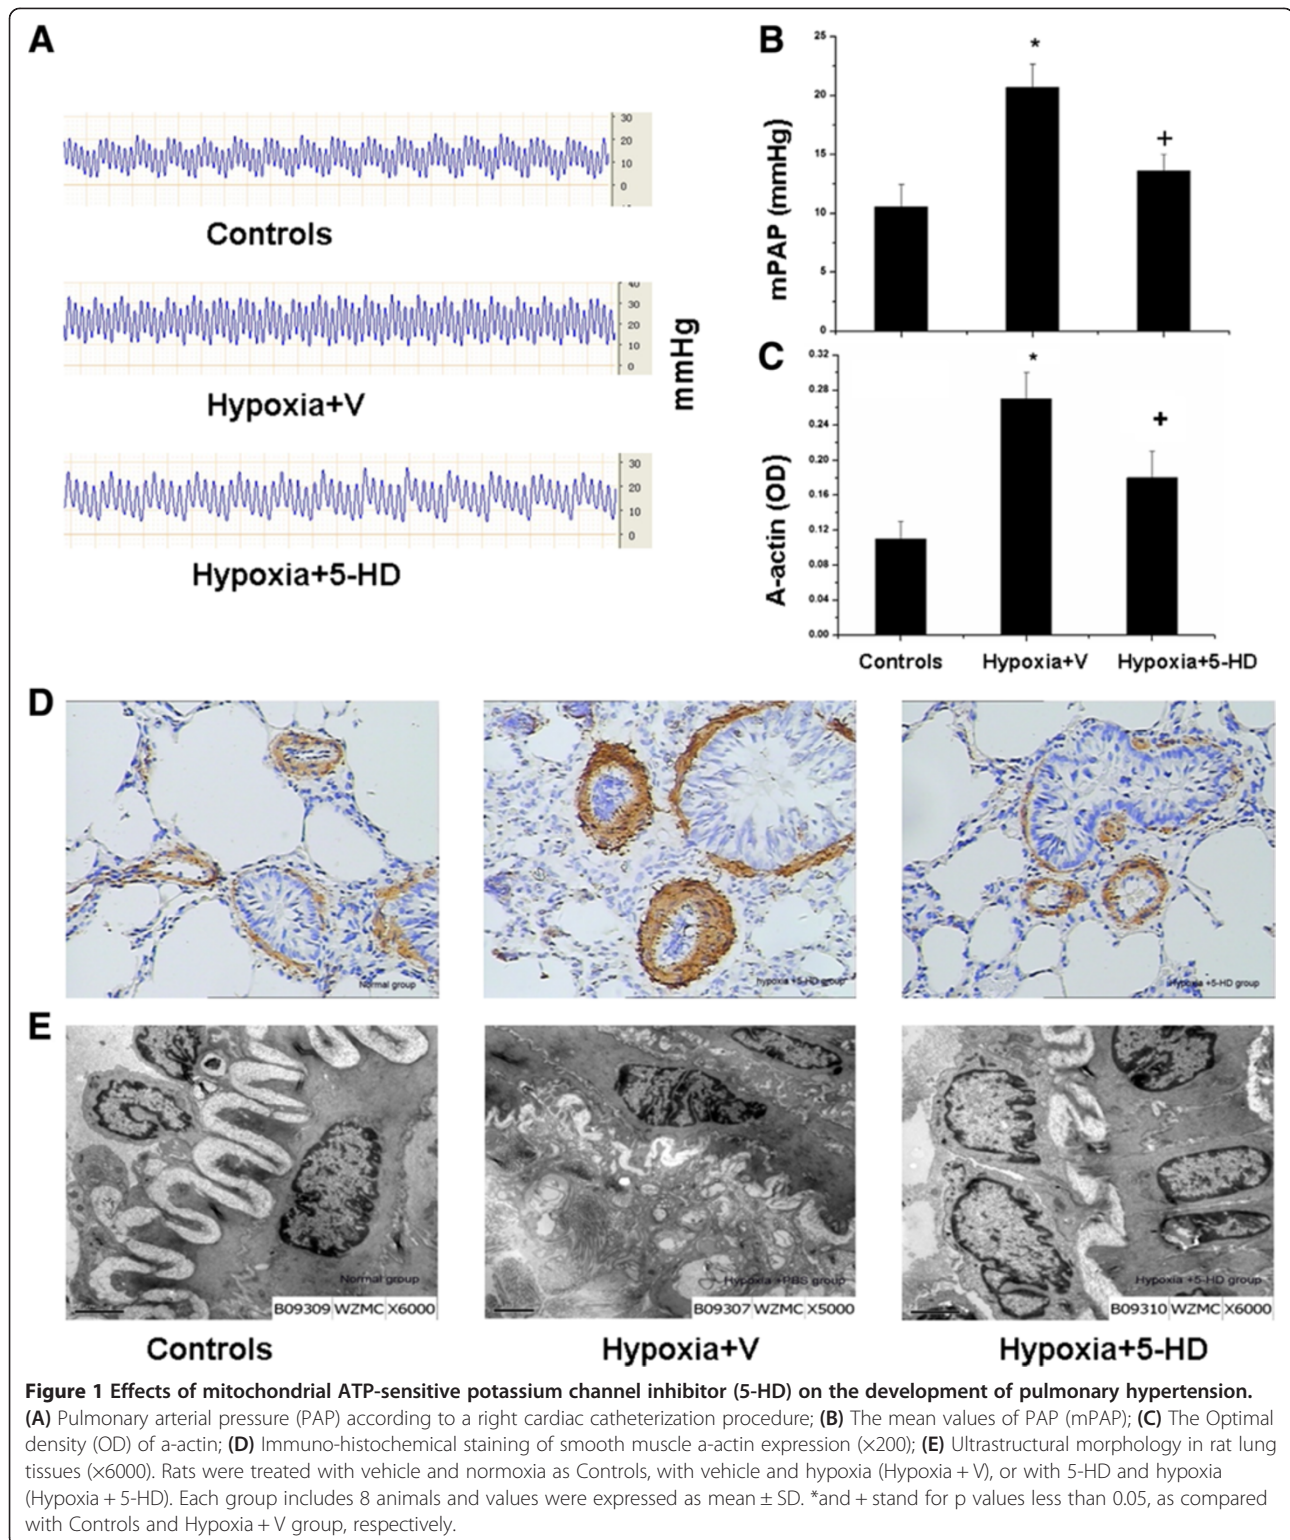 A
30
20
10
0
Controls
40
30
20
10
0
Hypoxia+V
30
20
10
0
Hypoxia+5-HD
mmHg
B
25
20
15
10
5
0
mPAP (mmHg)
*
+
C
0.32
0.28
0.24
0.20
0.16
0.12
0.08
0.04
0.00
A-actin (OD)
*
+
Controls Hypoxia+V Hypoxia+5-HD
D
Normal group
hypoxia +5-HD group
Hypoxia +5-HD group
E
Normal group
B09309 WZMC X6000
Hypoxia +PBS group
B09307 WZMC X5000
Hypoxia +5-HD group
B09310 WZMC X6000
Controls Hypoxia+V Hypoxia+5-HD
Figure 1 Effects of mitochondrial ATP-sensitive potassium channel inhibitor (5-HD) on the development of pulmonary hypertension.
(A) Pulmonary arterial pressure (PAP) according to a right cardiac catheterization procedure; (B) The mean values of PAP (mPAP); (C) The Optimal
density (OD) of a-actin; (D) Immuno-histochemical staining of smooth muscle a-actin expression (×200); (E) Ultrastructural morphology in rat lung
tissues (×6000). Rats were treated with vehicle and normoxia as Controls, with vehicle and hypoxia (Hypoxia + V), or with 5-HD and hypoxia
(Hypoxia + 5-HD). Each group includes 8 animals and values were expressed as mean ± SD. *and + stand for p values less than 0.05, as compared
with Controls and Hypoxia + V group, respectively.